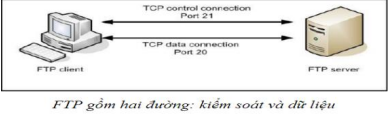 TCP control connection
Port 21
TCP data connection
Port 20
FTP client
FTP server
FTP gồm hai đường: kiểm soát và dữ liệu